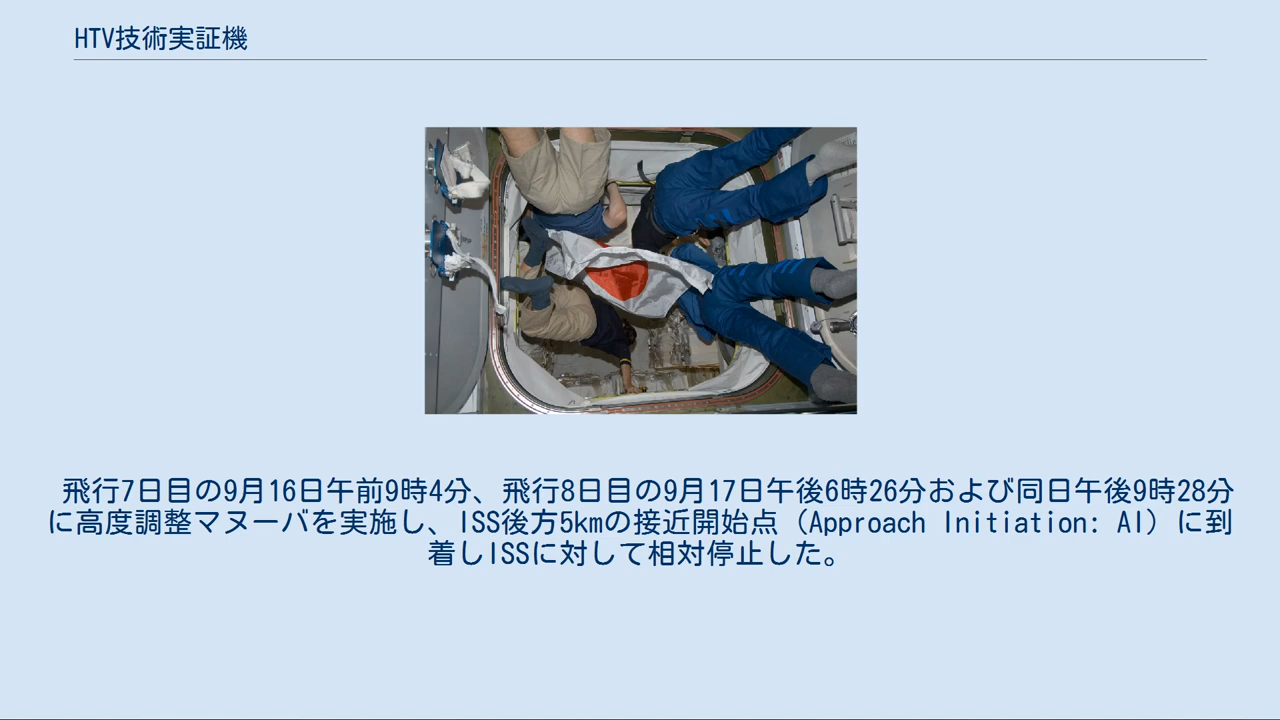 HTV技術実証機
飛行7日目の9月16日午前9時4分、飛行8日目の9月17日午後6時26分および同日午後9時28分
に高度調整マヌーバを実施し、ISS後方5kmの接近開始点（Approach Initiation: AI）に到
着しISSに対して相対停止した。